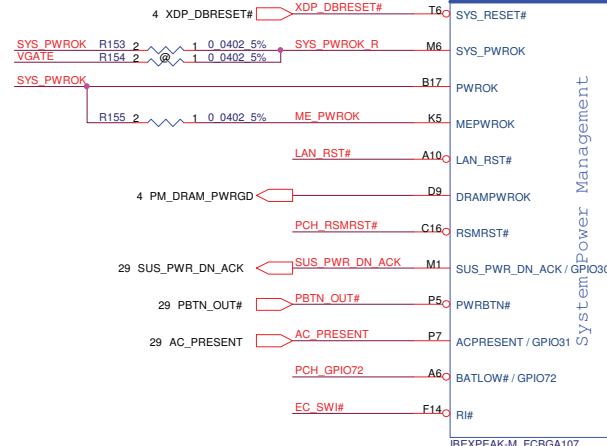 4 XDP_DBRESET# XDP_DBRESET# T6 SYS_RESET#
SYS_PWROK R153 2 1 0_0402_5% SYS_PWROK_R M6 SYS_PWROK
VGATE R154 2 @ 1 0_0402_5%
SYS_PWROK B17 PWROK
R155 2 1 0_0402_5% ME_PWROK K5 MEPWROK
LAN_RST# A10 LAN_RST#
4 PM_DRAM_PWRGD D9 DRAMPWROK
PCH_RSMRST# C16 RSMRST#
29 SUS_PWR_DN_ACK SUS_PWR_DN_ACK M1 SUS_PWR_DN_ACK / GPIO30
29 PBTN_OUT# PBTN_OUT# P5 PWRBTN#
29 AC_PRESENT AC_PRESENT P7 ACPRESENT / GPIO31
PCH_GPIO72 A6 BATLOW# / GPIO72
EC_SWI# F14 RI#
System Power Management
IBEXPEAK-M_FCBGA107